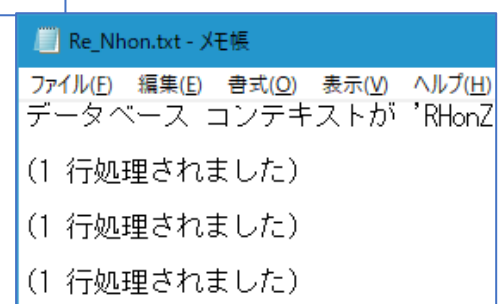 Re_Nhon.txt - メモ帳
ファイル(F) 編集(E) 書式(O) 表示(V) ヘルプ(H)
データベース コンテキストが 'RHonZ
(1 行処理されました)
(1 行処理されました)
(1 行処理されました)